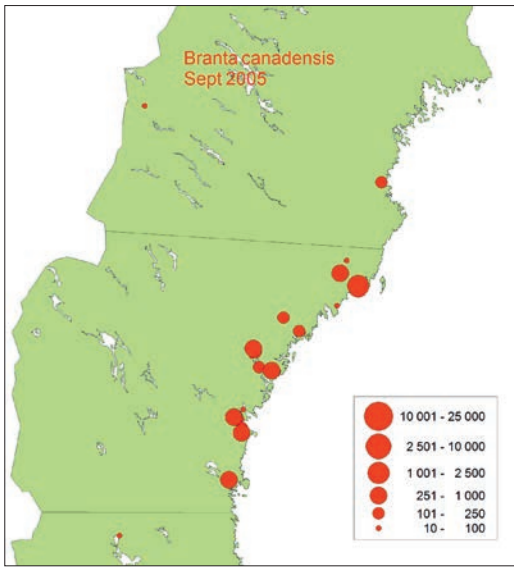 Branta canadensis
Sept 2005
10 001 - 25 000
2 501 - 10 000
1 001 - 2 500
251 - 1 000
101 - 250
10 - 100